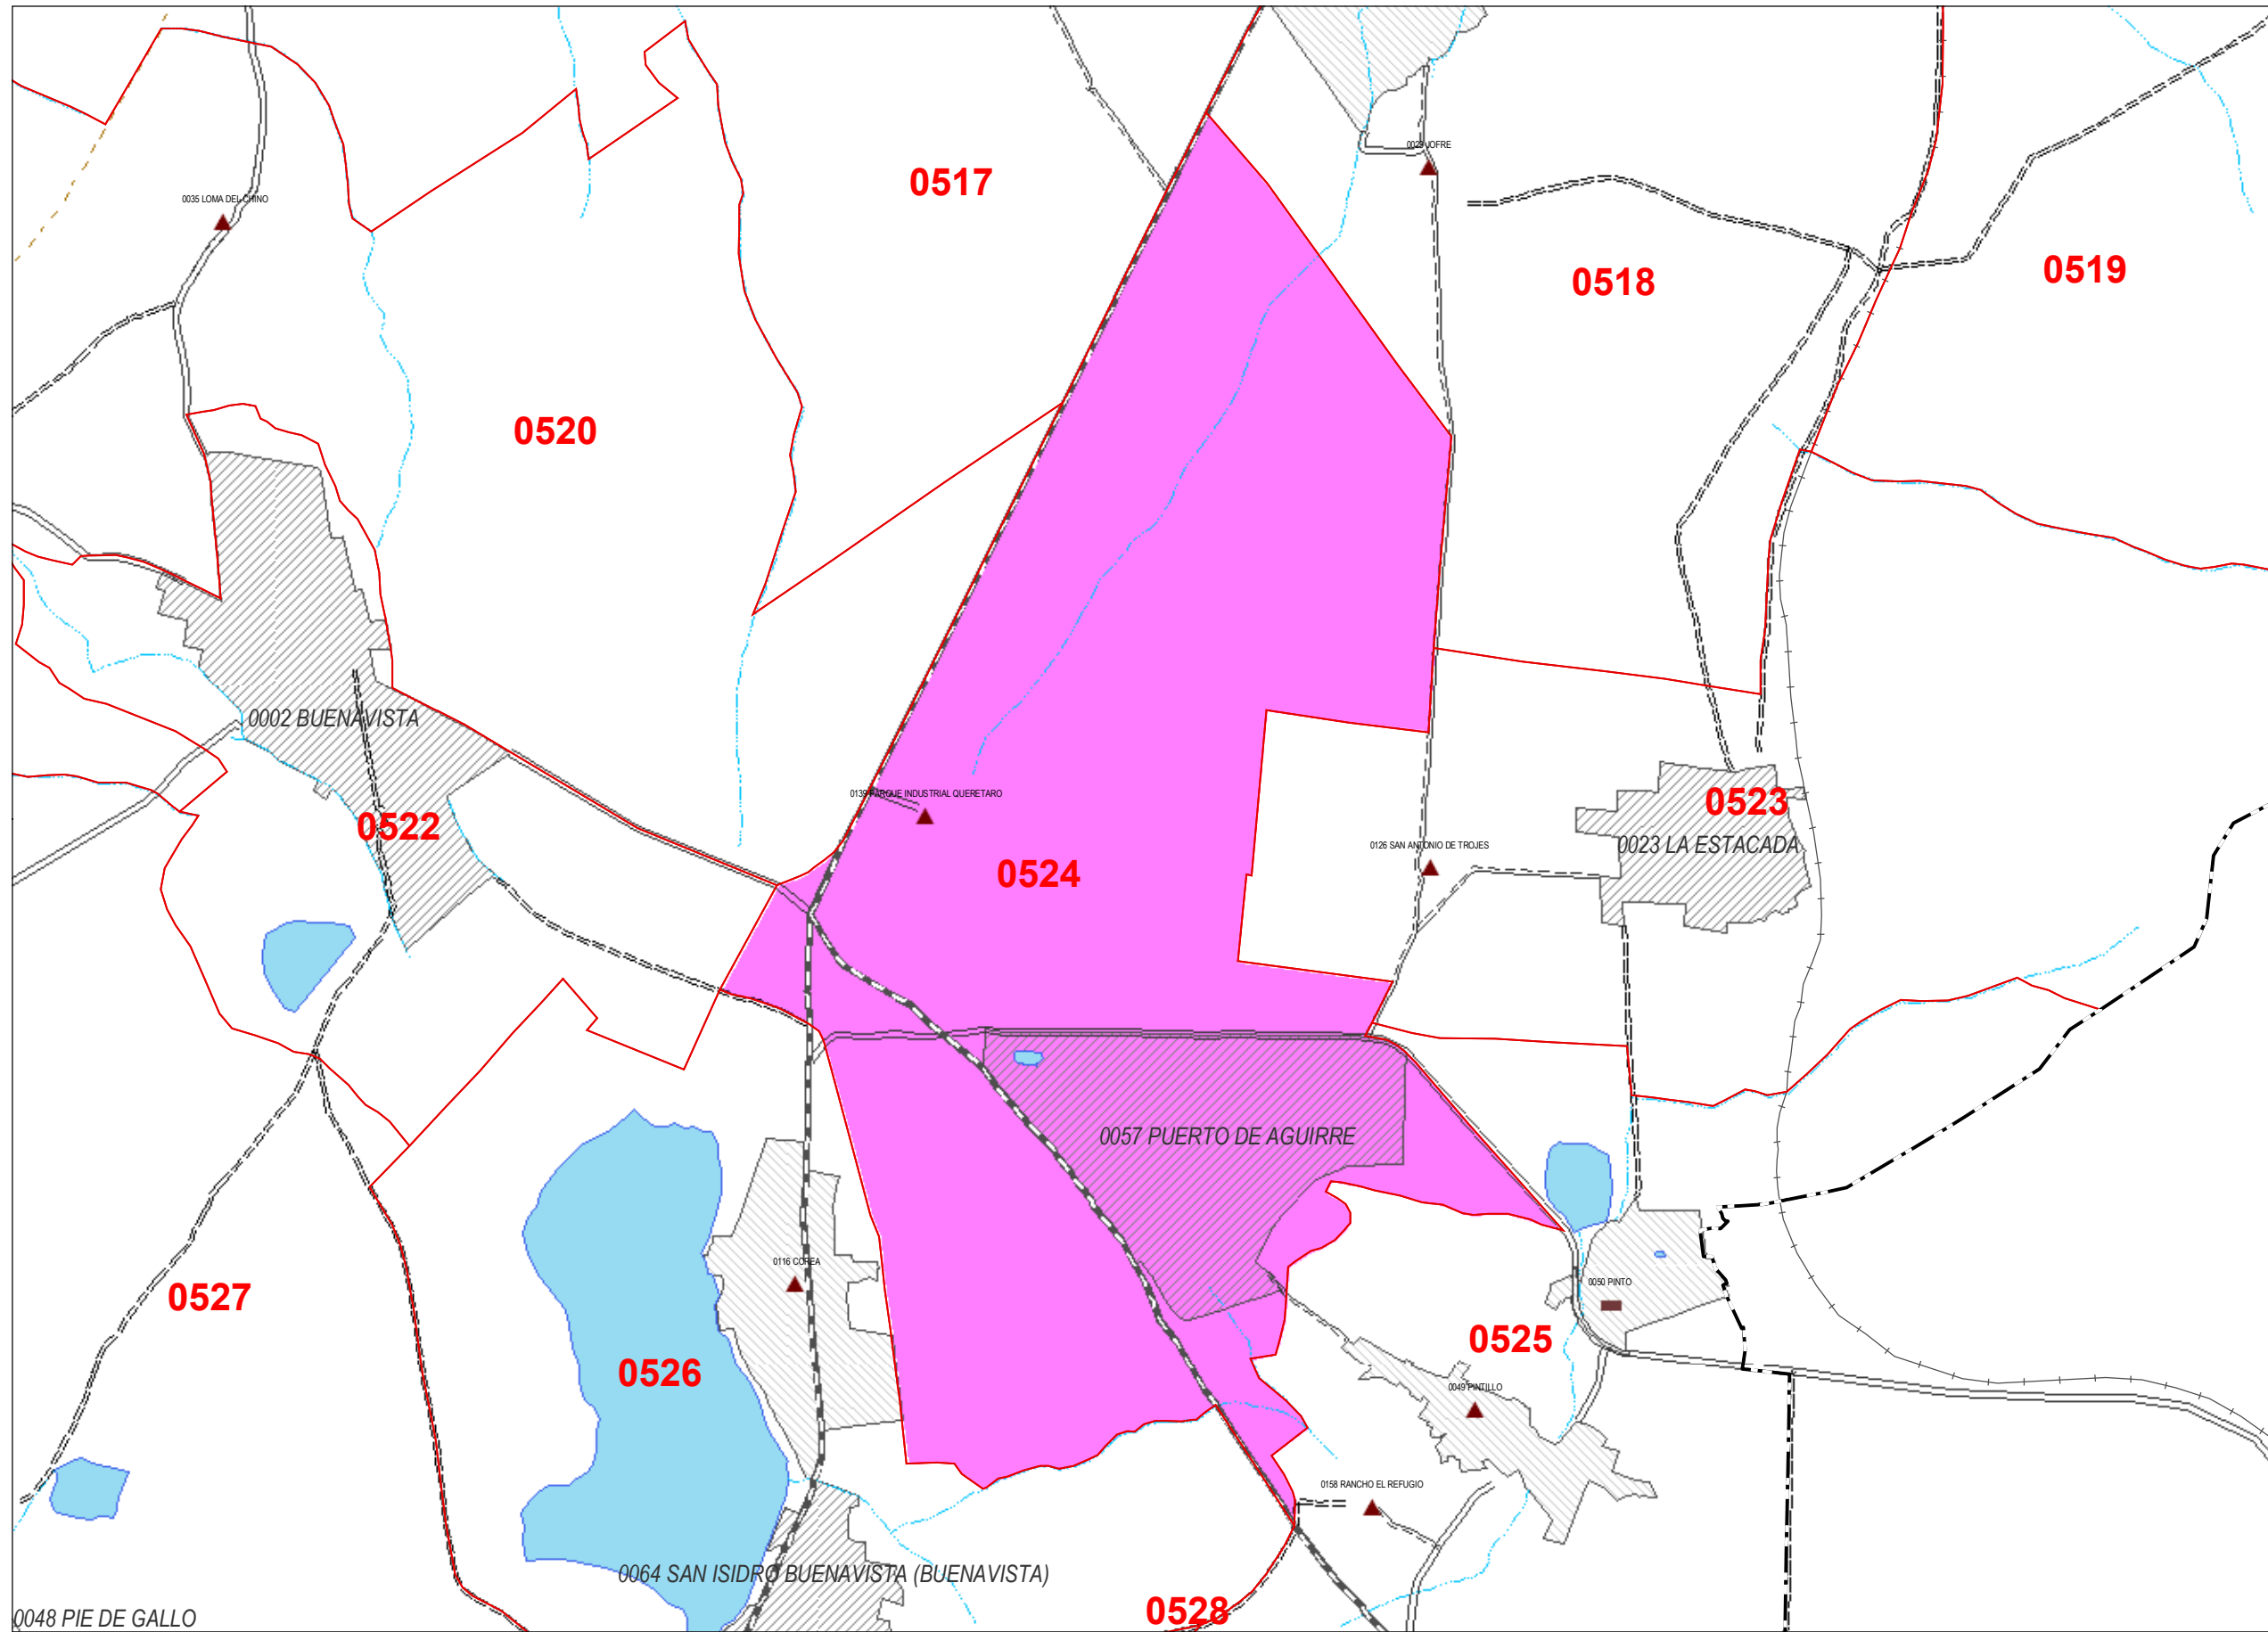 0029 JOFRE
0517
0035 LOMA DEL CHINO
0518
0519
0520
0002 BUENAVISTA
0139 PARQUE INDUSTRIAL QUERETARO
0523
0522
0126 SAN ANTONIO DE TROJES
0023 LA ESTACADA
0524
0057 PUERTO DE AGUIRRE
0116 COREA
0050 PINTO
0527
0525
0526
0049 PINTILLO
0158 RANCHO EL REFUGIO
0064 SAN ISIDRO BUENAVISTA (BUENAVISTA)
0528
0048 PIE DE GALLO